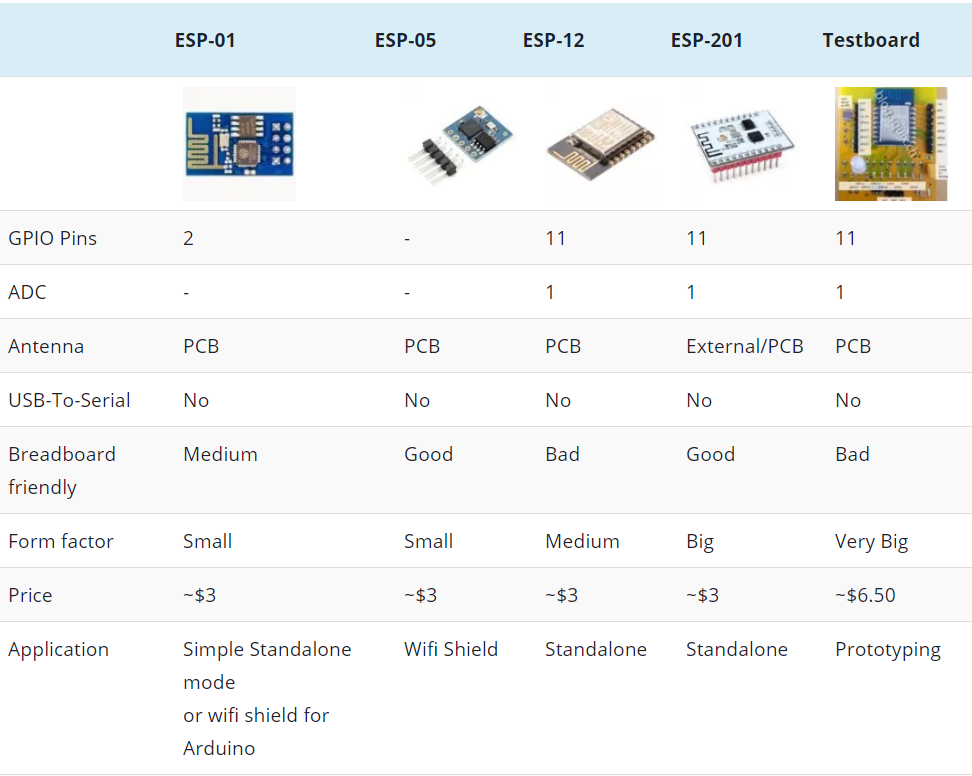 ESP-01 ESP-05 ESP-12 ESP-201 Testboard
GPIO Pins 2 - 11 11 11
ADC - - 1 1 1
Antenna PCB PCB PCB External/PCB PCB
USB-To-Serial No No No No No
Breadboard Medium Good Bad Good Bad
friendly
Form factor Small Small Medium Big Very Big
Price ~$3 ~$3 ~$3 ~$3 ~$6.50
Application Simple Standalone Wifi Shield Standalone Standalone Prototyping
mode
or wifi shield for
Arduino